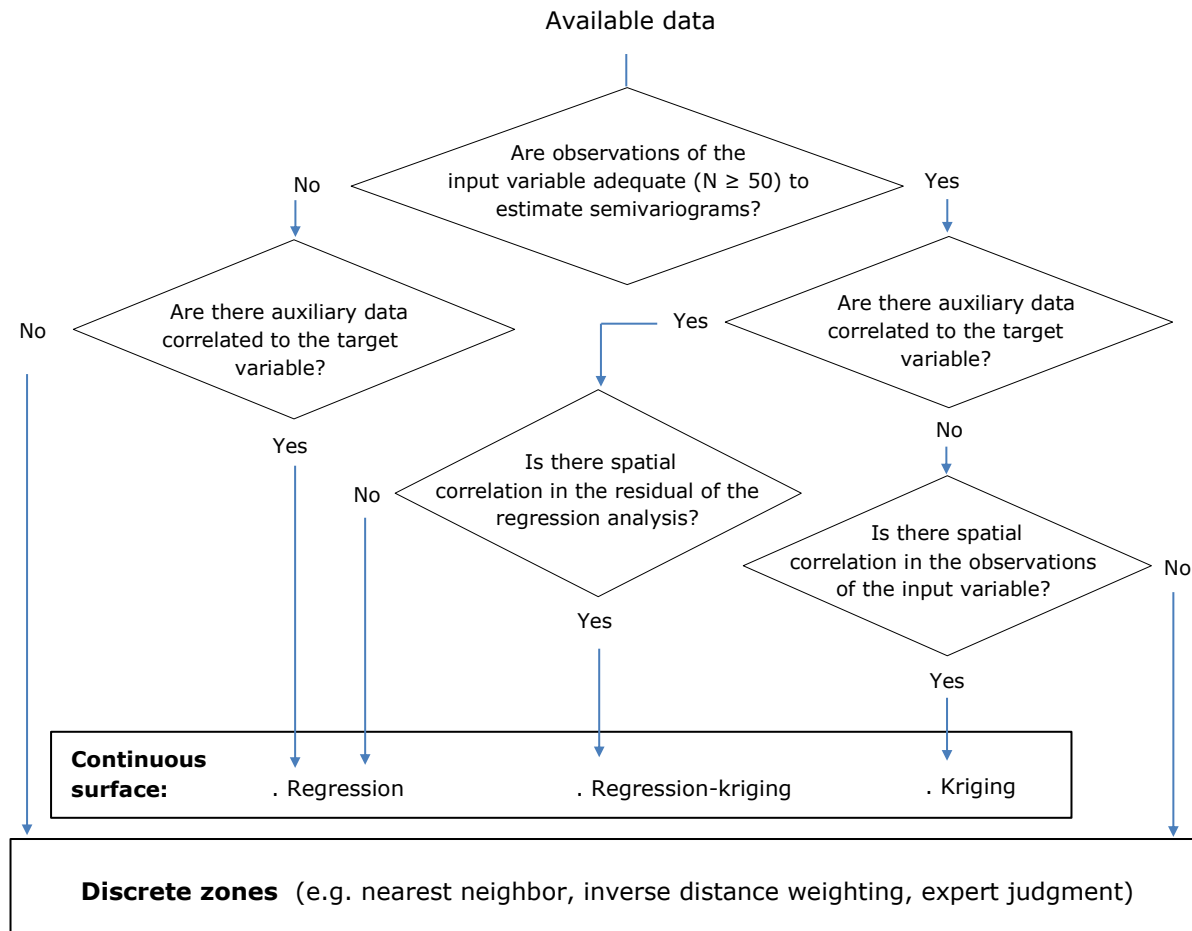 Available data
Are observations of the
input variable adequate (N ≥ 50) to
estimate semivariograms?
No
Yes
Are there auxiliary data
correlated to the target
variable?
No
Yes
Are there auxiliary data
correlated to the target
variable?
Yes
No
Is there spatial
correlation in the residual of the
regression analysis?
No
Yes
Is there spatial
correlation in the observations
of the input variable?
No
Yes
Continuous
surface:
. Regression
. Regression-kriging
. Kriging
Discrete zones (e.g. nearest neighbor, inverse distance weighting, expert judgment)